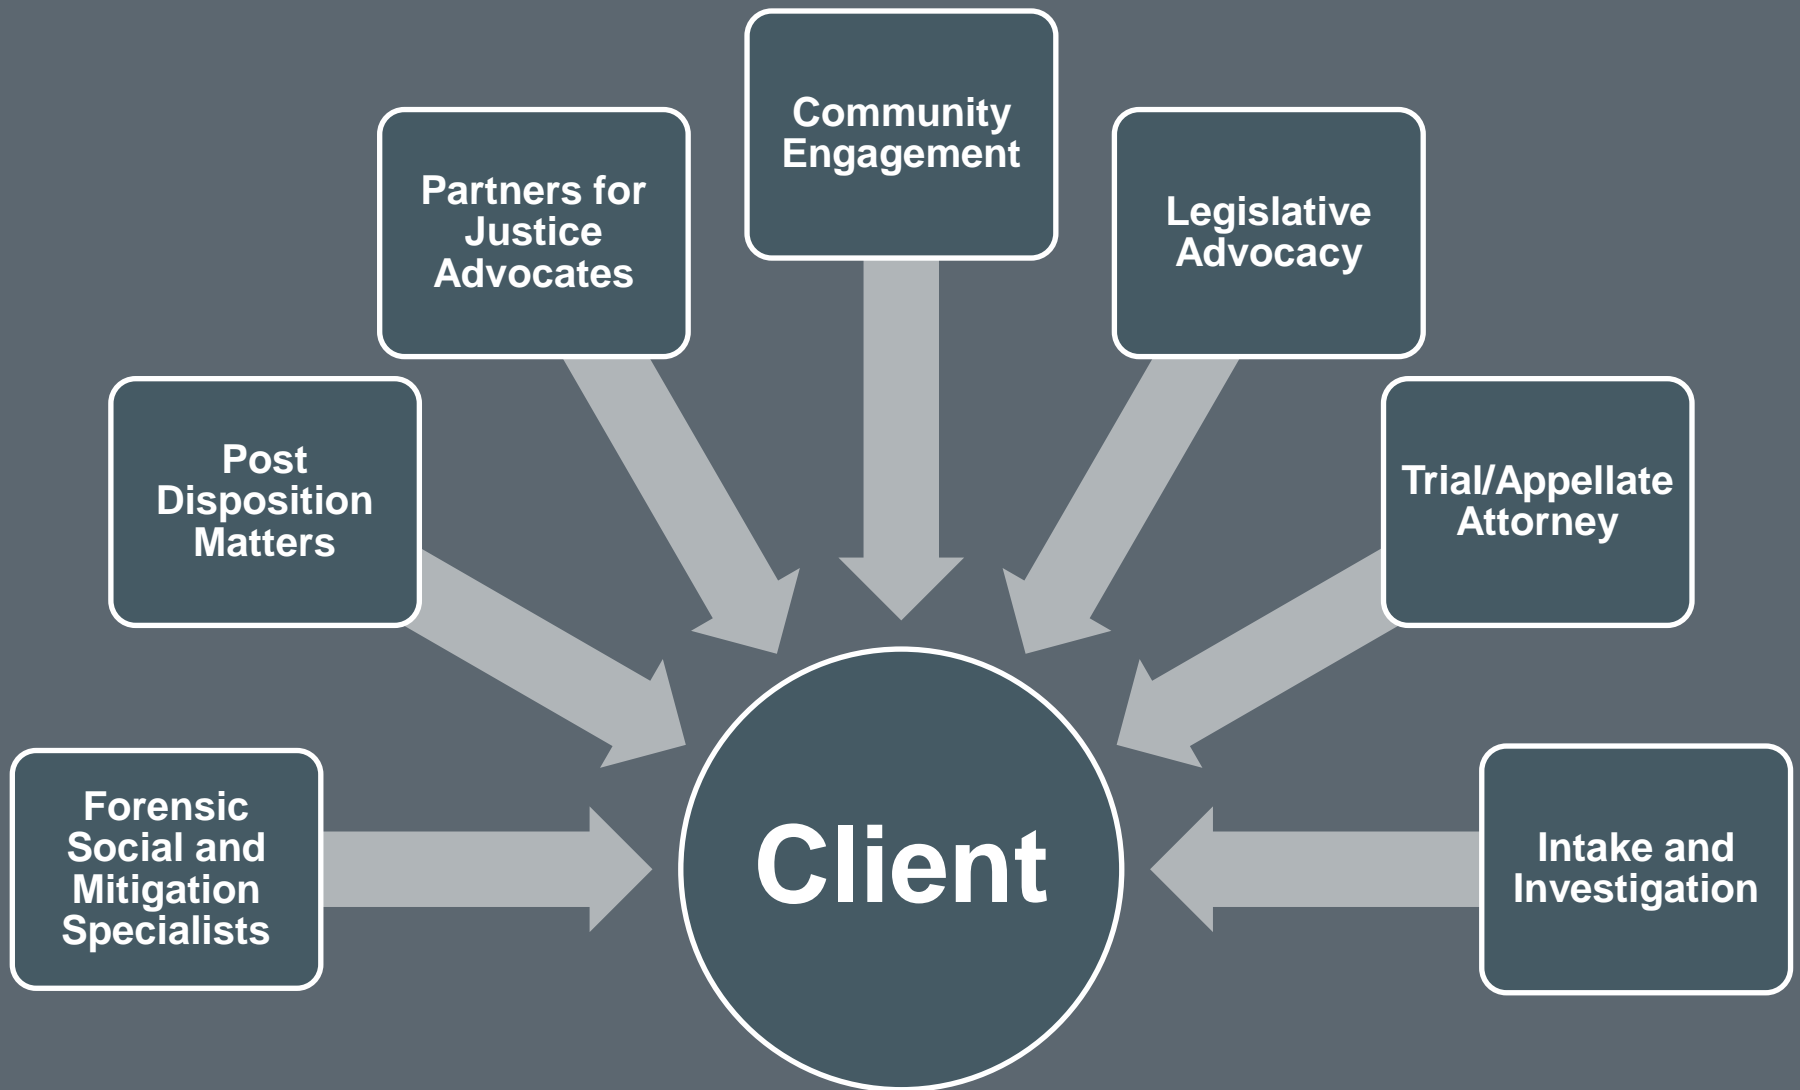 Community
Engagement
Partners for
Justice
Advocates
Legislative
Advocacy
Post
Disposition
Matters
Trial/Appellate
Attorney
Forensic
Social and
Mitigation
Specialists
Client
Intake and
Investigation